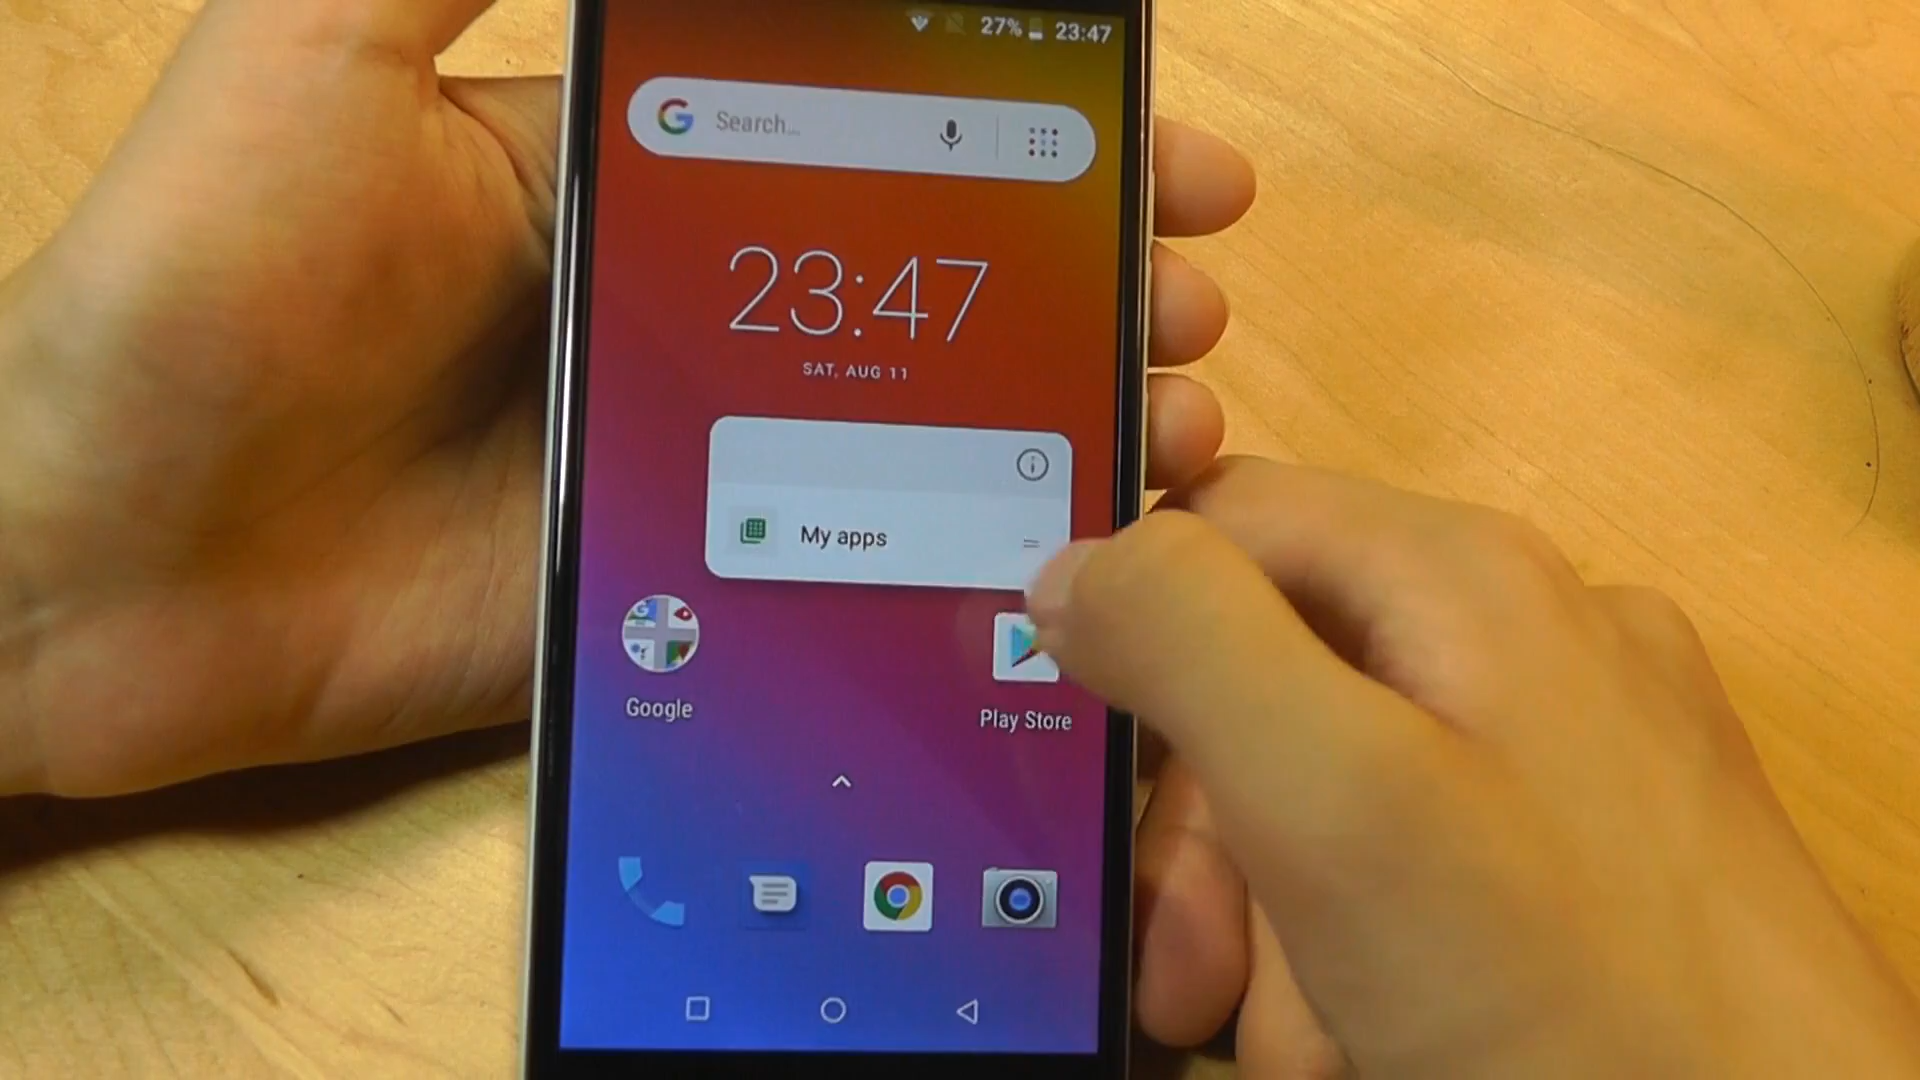 27% 23:47
Search...
23:47
SAT, AUG 11
My apps
Google
Play Store